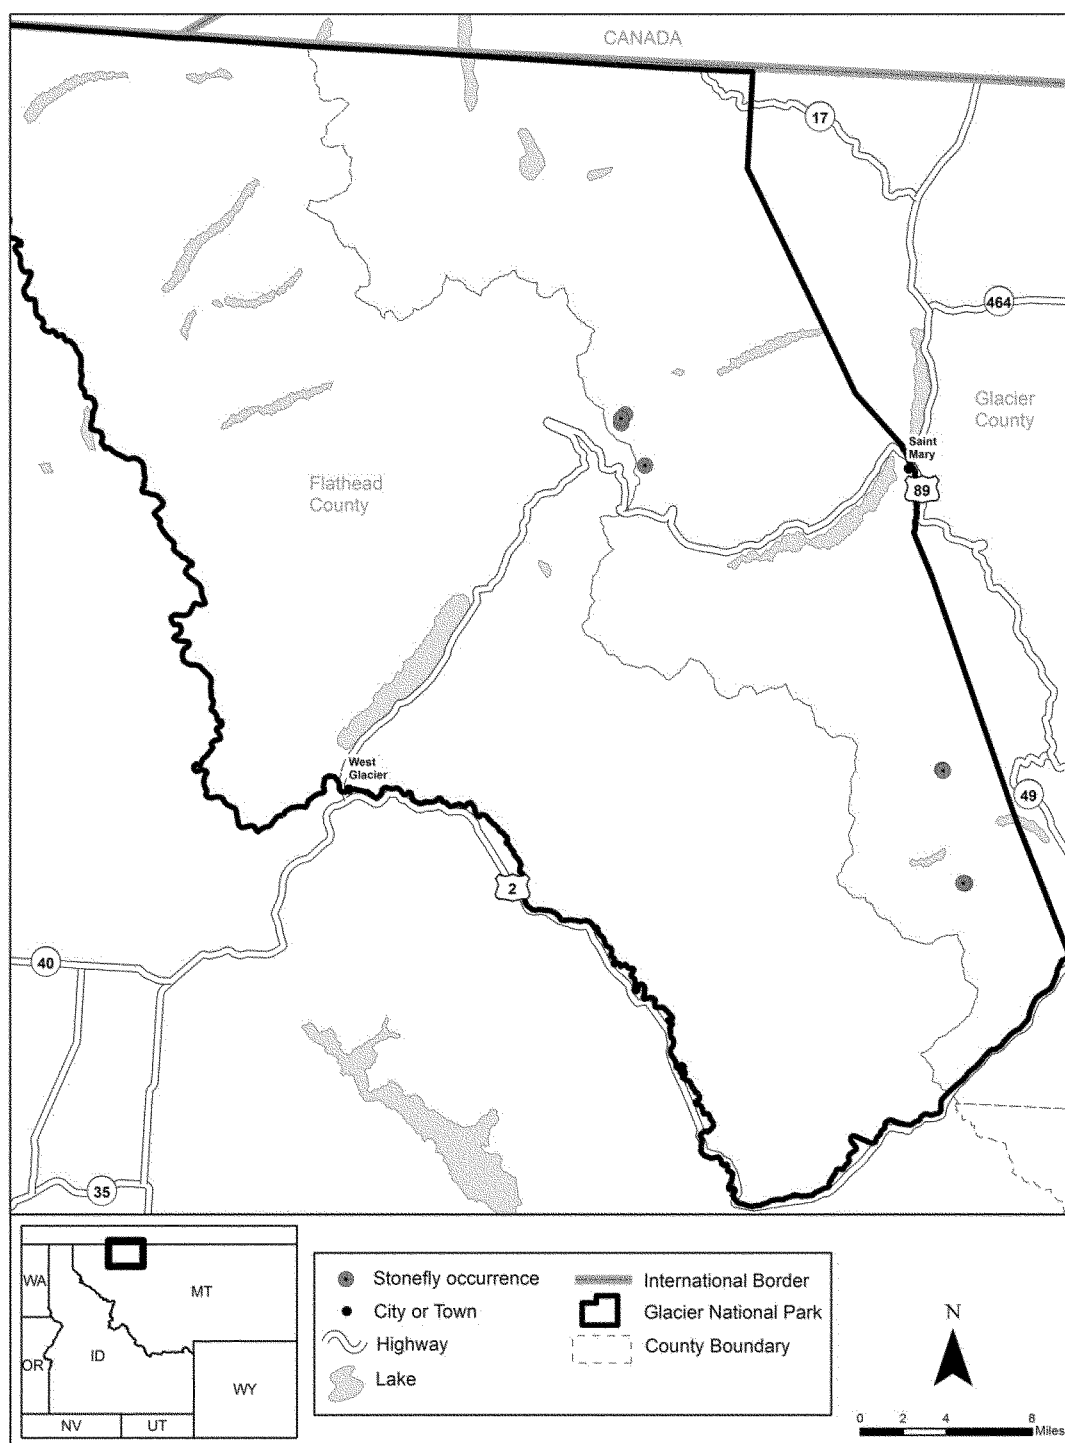 CANADA
17
464
Glacier
County
Saint
Mary
89
Flathead
County
West
Glacier
49
2
40
35
WA
MT
OR
ID
WY
NV
UT
Stonefly occurrence
City or Town
Highway
Lake
International Border
Glacier National Park
County Boundary
N
0 2 4 8
Miles